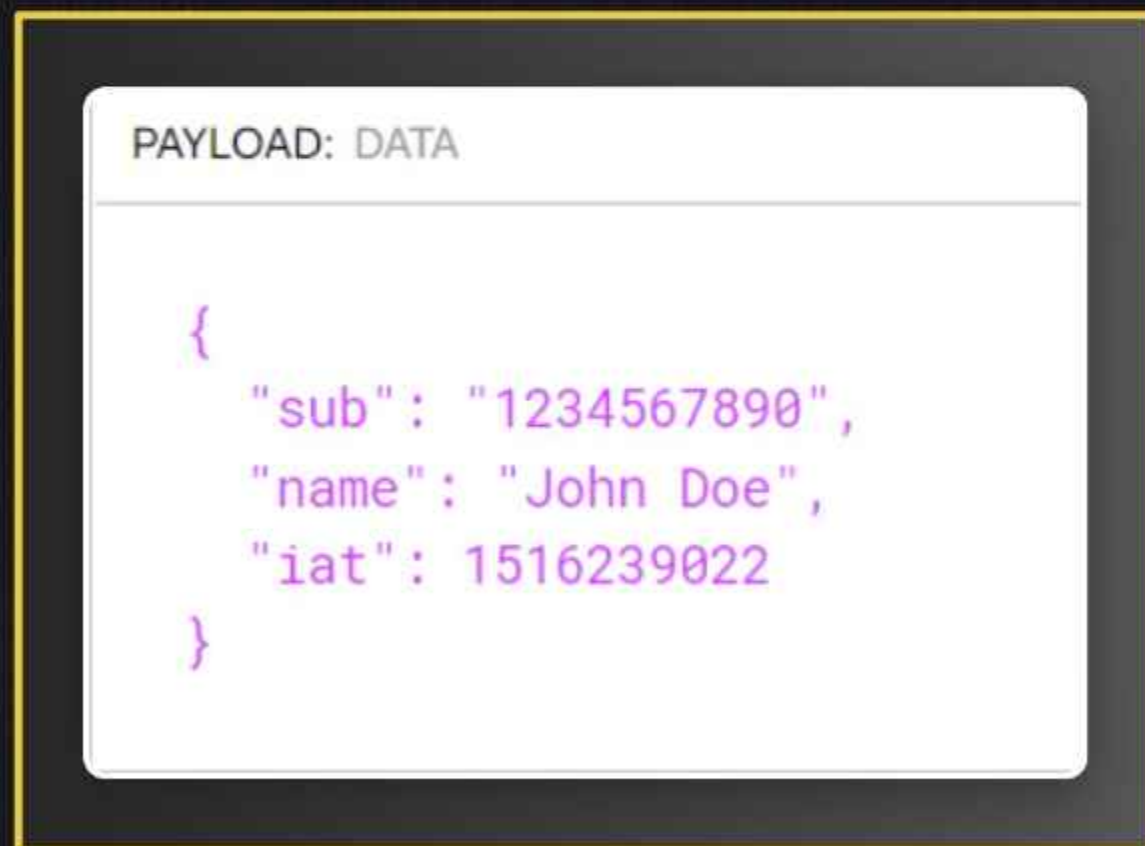 PAYLOAD: DATA
{
"sub": "1234567890",
"name": "John Doe",
"iat": 1516239022
}